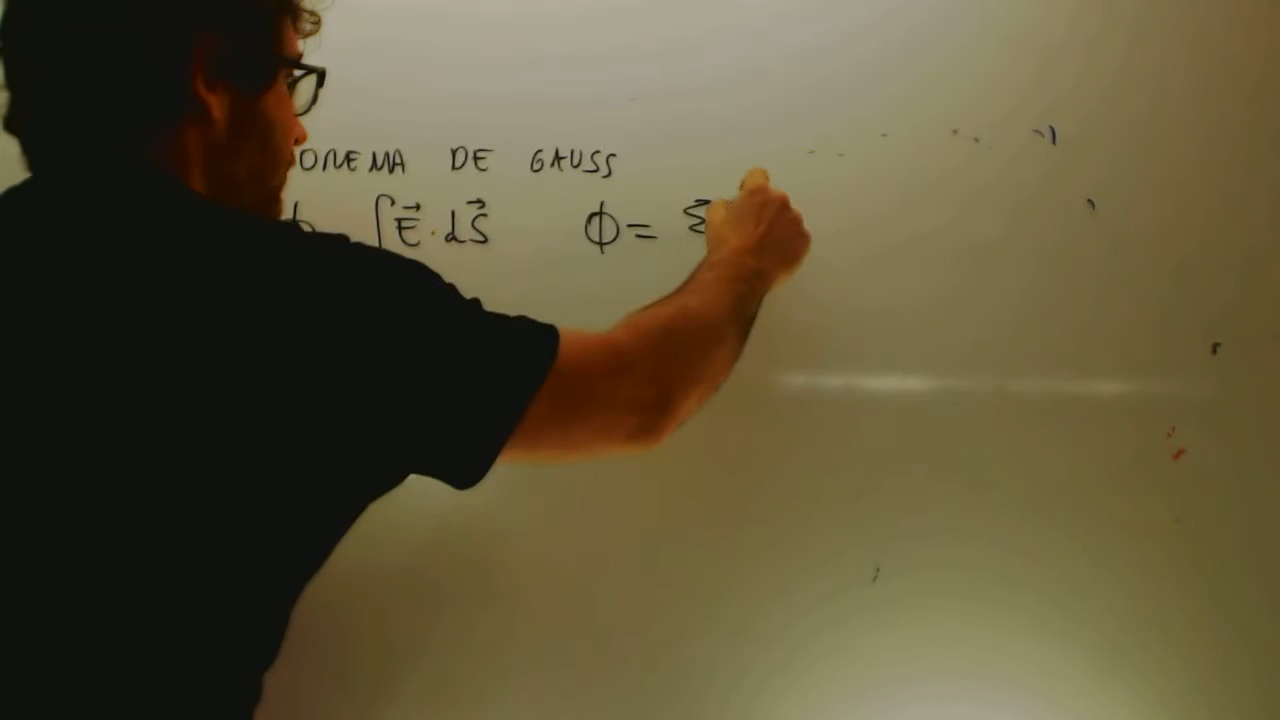 OREMA DE GAUSS
ϕ ∫E⃗·dS⃗ ϕ= Σ